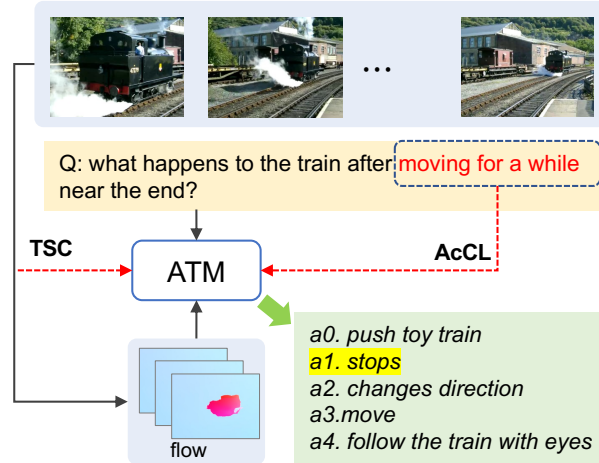 ...
Q: what happens to the train after moving for a while
near the end?
TSC
AcCL
ATM
a0. push toy train
a1. stops
a2. changes direction
a3.move
a4. follow the train with eyes
flow